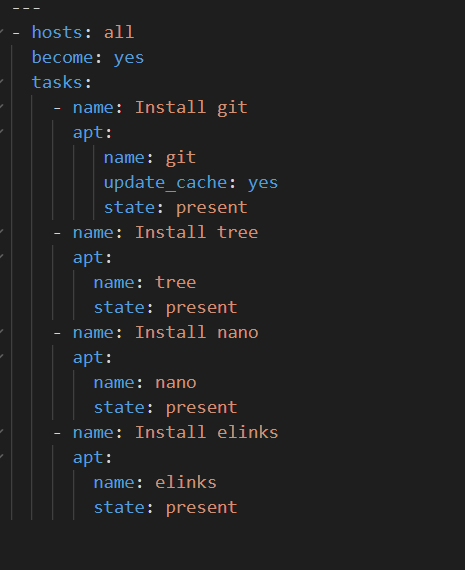 ---
- hosts: all
  become: yes
  tasks:
    - name: Install git
      apt:
         name: git
         update_cache: yes
         state: present
    - name: Install tree
      apt:
        name: tree
        state: present
    - name: Install nano
      apt:
        name: nano
        state: present
    - name: Install elinks
      apt:
        name: elinks
        state: present